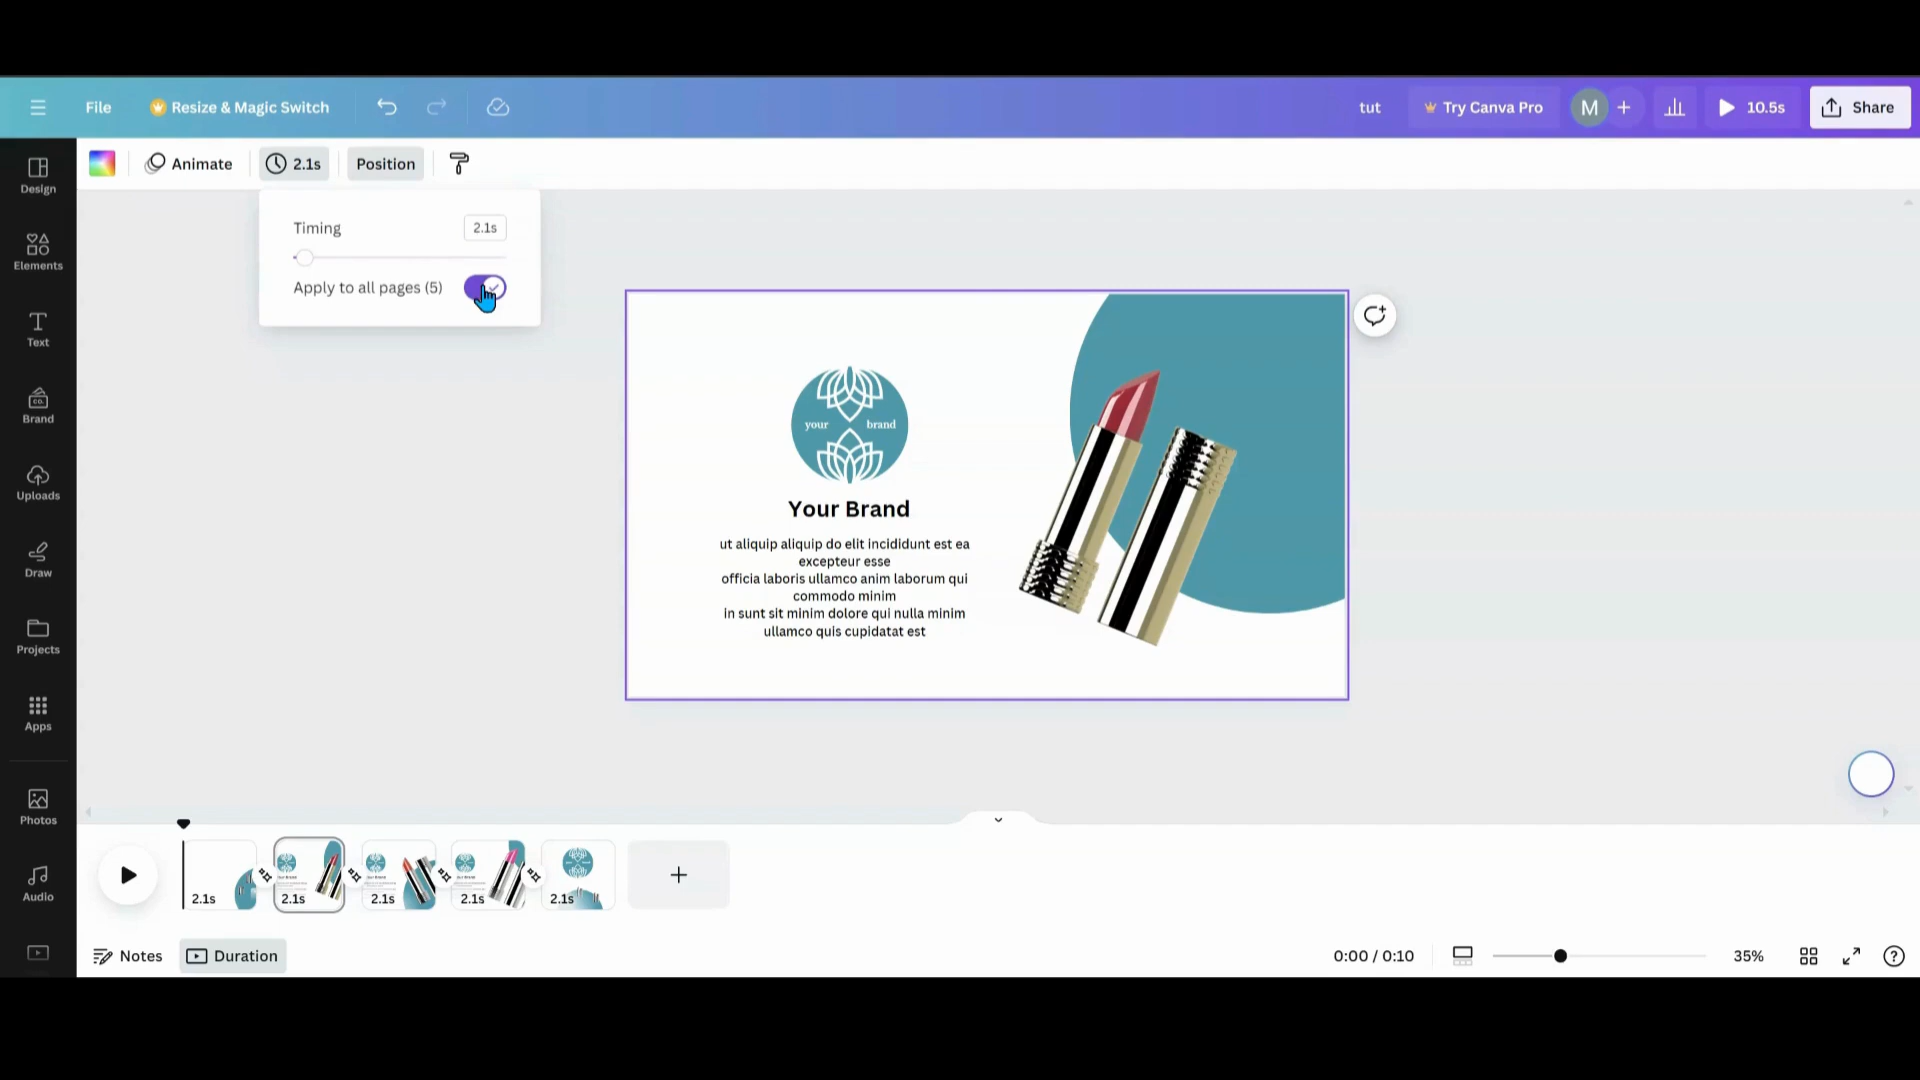 File
Resize & Magic Switch
tut
Try Canva Pro
M
10.5s
Share
Animate
2.1s
Position
Design
Elements
Text
Brand
Uploads
Draw
Projects
Apps
Photos
Audio
Timing
2.1s
Apply to all pages (5)
your brand
Your Brand
ut aliquip aliquip do elit incididunt est ea
excepteur esse
officia laboris ullamco anim laborum qui
commodo minim
in sunt sit minim dolore qui nulla minim
ullamco quis cupidatat est
2.1s
2.1s
2.1s
2.1s
2.1s
Notes
Duration
0:00 / 0:10
35%